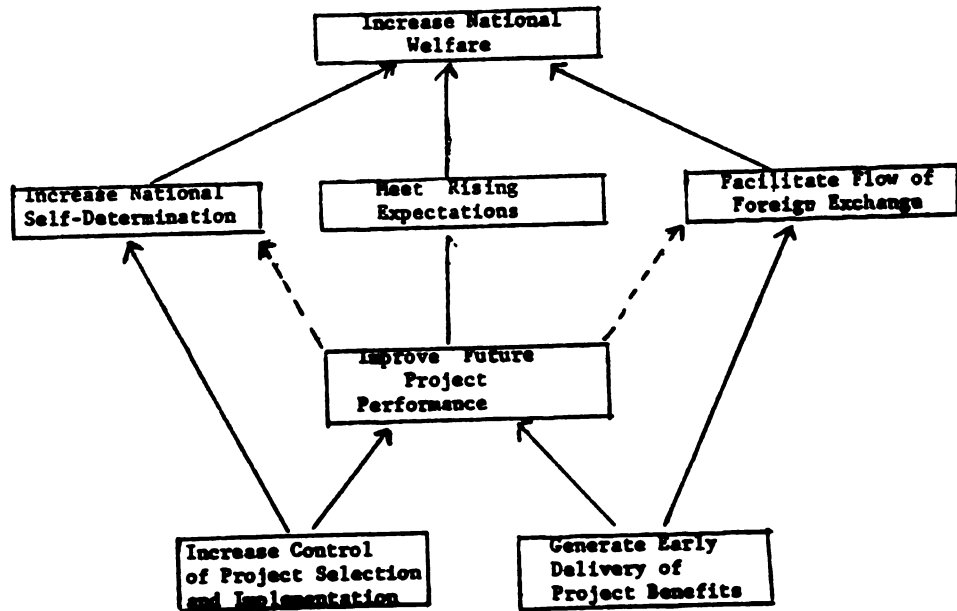 Increase National
Welfare
Increase National
Self-Determination
Meet Rising
Expectations
Facilitate Flow of
Foreign Exchange
Improve Future
Project
Performance
Increase Control
of Project Selection
and Implementation
Generate Early
Delivery of
Project Benefits